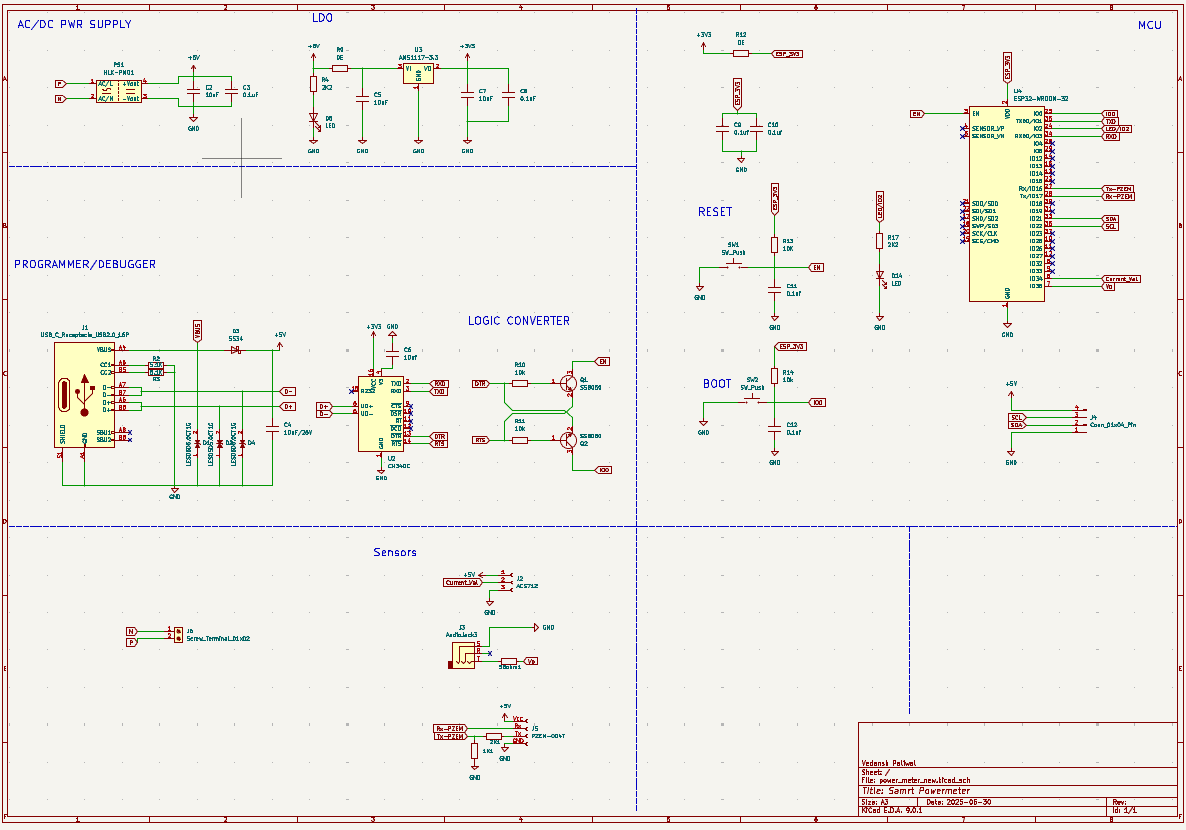 AC/DC PWR SUPPLY
PS1
HLK-PM01
AC/L
+Vout
AC/N
-Vout
P
N
+5V
C2
10uF
C3
0.1uF
GND
LDO
+5V
R9
0E
R4
2K2
LED
GND
C5
10uF
GND
U3
AMS1117-3.3
VI
VO
GND
GND
+3V3
C7
10uF
0.1uF
GND
MCU
+3V3
R12
0E
ESP_3V3
ESP_3V3
C9
0.1uf
C10
0.1uf
GND
RESET
ESP_3V3
R13
10K
SW1
SW_Push
EN
C11
0.1uf
GND
GND
LED/IO2
R17
2K2
D14
LED
GND
ESP_3V3
U4
ESP32-WROOM-32
EN
EN
VDD
SENSOR_VP
SENSOR_VN
SDO/SD0
SDI/SD1
SHD/SD2
SWP/SD3
SCK/CLK
SCS/CMD
IO0
TXD0/IO1
IO2
RXD0/IO3
IO4
IO5
IO12
IO13
IO14
IO15
Rx/IO16
Tx/IO17
IO18
IO19
IO21
IO22
IO23
IO25
IO26
IO27
IO32
IO33
IO34
IO35
IO0
TXD
LED/IO2
RXD
Tx-PZEM
Rx-PZEM
SDA
SCL
Current_Val
Vo
GND
GND
PROGRAMMER/DEBUGGER
J1
USB_C_Receptacle_USB2.0_16P
VBUS
CC1
CC2
D-
D-
D+
D+
SBU1
SBU2
SHIELD
GND
A4
A5
B5
A7
B7
A6
B6
A8
B8
S1
A1
R2
5.1K
5.1K
R3
VBUS
SS34
+5V
D-
D+
LESD5D5.0CT1G
LESD5D5.0CT1G
LESD5D5.0CT1G
D4
C4
10uF/25V
GND
LOGIC CONVERTER
+3V3
GND
C6
10uf
VCC
V3
TXD
RXD
UD+
UD-
CTS
DSR
RI
DCD
DTR
RTS
GND
RXD
TXD
D+
D-
DTR
RTS
U2
CH340C
GND
DTR
R10
10k
Q1
SS8050
EN
RTS
R11
10k
SS8050
Q2
IO0
BOOT
ESP_3V3
R14
10k
SW2
SW_Push
IO0
C12
0.1uf
GND
GND
+5V
SCL
SDA
4
3
2
1
J4
Conn_01x04_Pin
GND
Sensors
+5V
Current_Val
1
2
3
J2
ACS712
GND
J3
AudioJack3
S
R
T
GND
Vo
N
P
1
2
J6
Screw_Terminal_01x02
+5V
Rx-PZEM
Tx-PZEM
Vcc
Rx
Tx
GND
J5
PZEM-004T
2K1
1K1
GND
GND
Vedansh Paliwal
Sheet: /
File: power_meter_new.kicad_sch
Title: Samrt Powermeter
Size: A3
Date: 2025-06-30
Rev:
KiCad E.D.A. 9.0.1
Id: 1/1